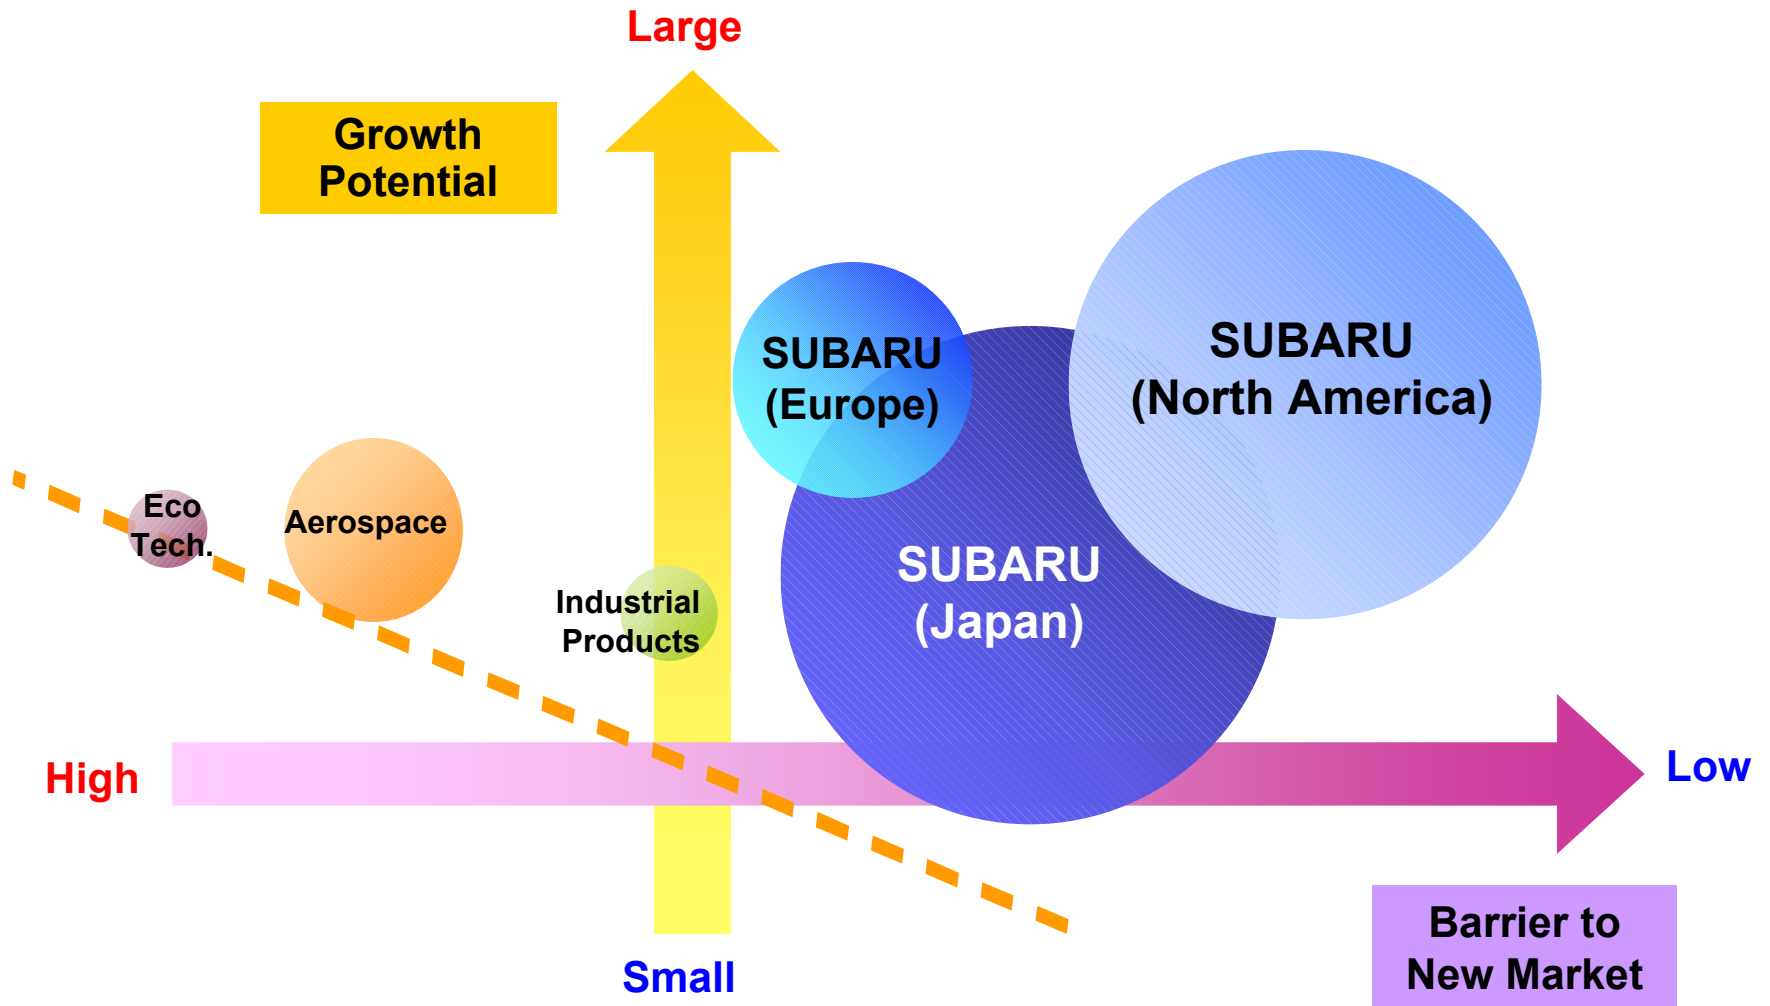 Large
Growth
Potential
SUBARU
(Europe)
SUBARU
(North America)
Eco
Tech.
Aerospace
Industrial
Products
SUBARU
(Japan)
High
Low
Small
Barrier to
New Market